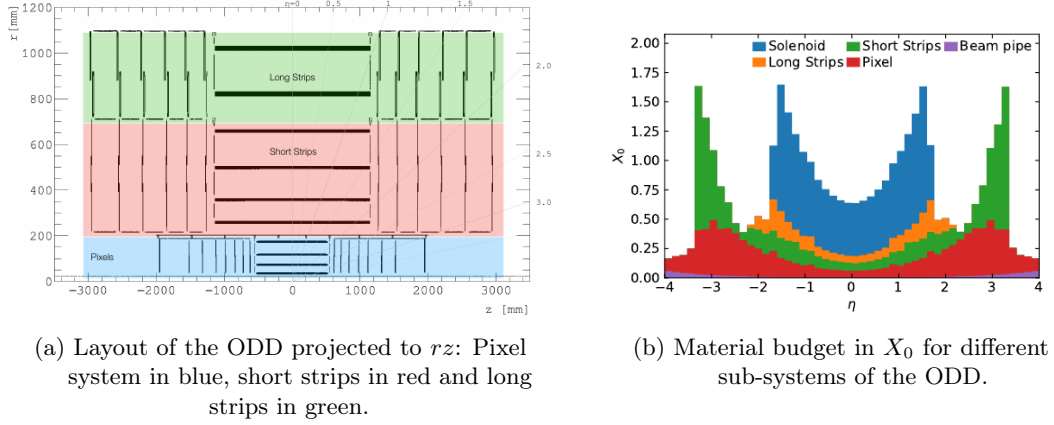 r[mm]
η=0 0.5 1 1.5
1200
1000
800
600
400
200
0
2.0
2.5
3.0
Long Strips
Short Strips
Pixels
−3000 −2000 −1000 0 1000 2000 3000
z [mm]
(a) Layout of the ODD projected to rz: Pixel
system in blue, short strips in red and long
strips in green.
Solenoid Short Strips Beam pipe
Long Strips Pixel
2.00
1.75
1.50
1.25
1.00
0.75
0.50
0.25
0.00
X₀
−4 −3 −2 −1 0 1 2 3 4
η
(b) Material budget in X₀ for different
sub-systems of the ODD.